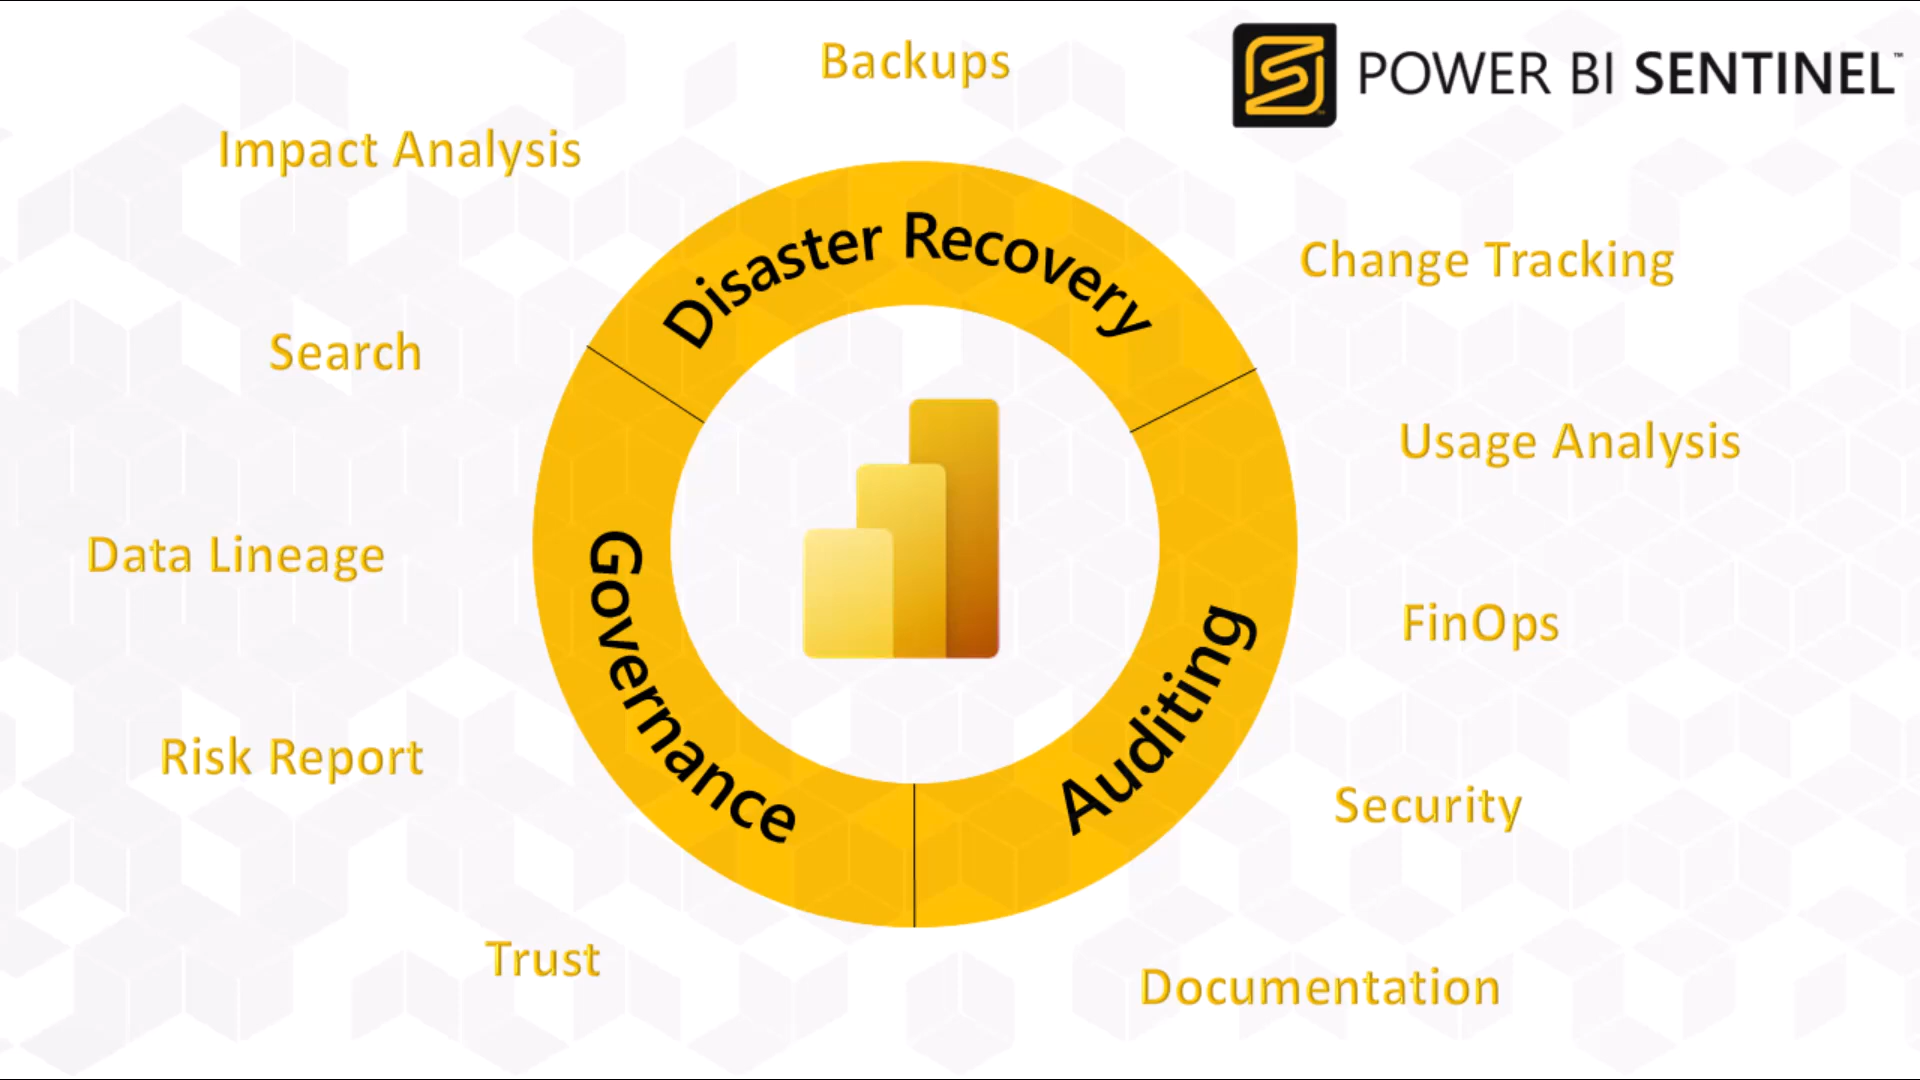 Backups
POWER BI SENTINEL™
Impact Analysis
Change Tracking
Search
Usage Analysis
Data Lineage
FinOps
Risk Report
Security
Trust
Documentation
Disaster Recovery
Governance
Auditing